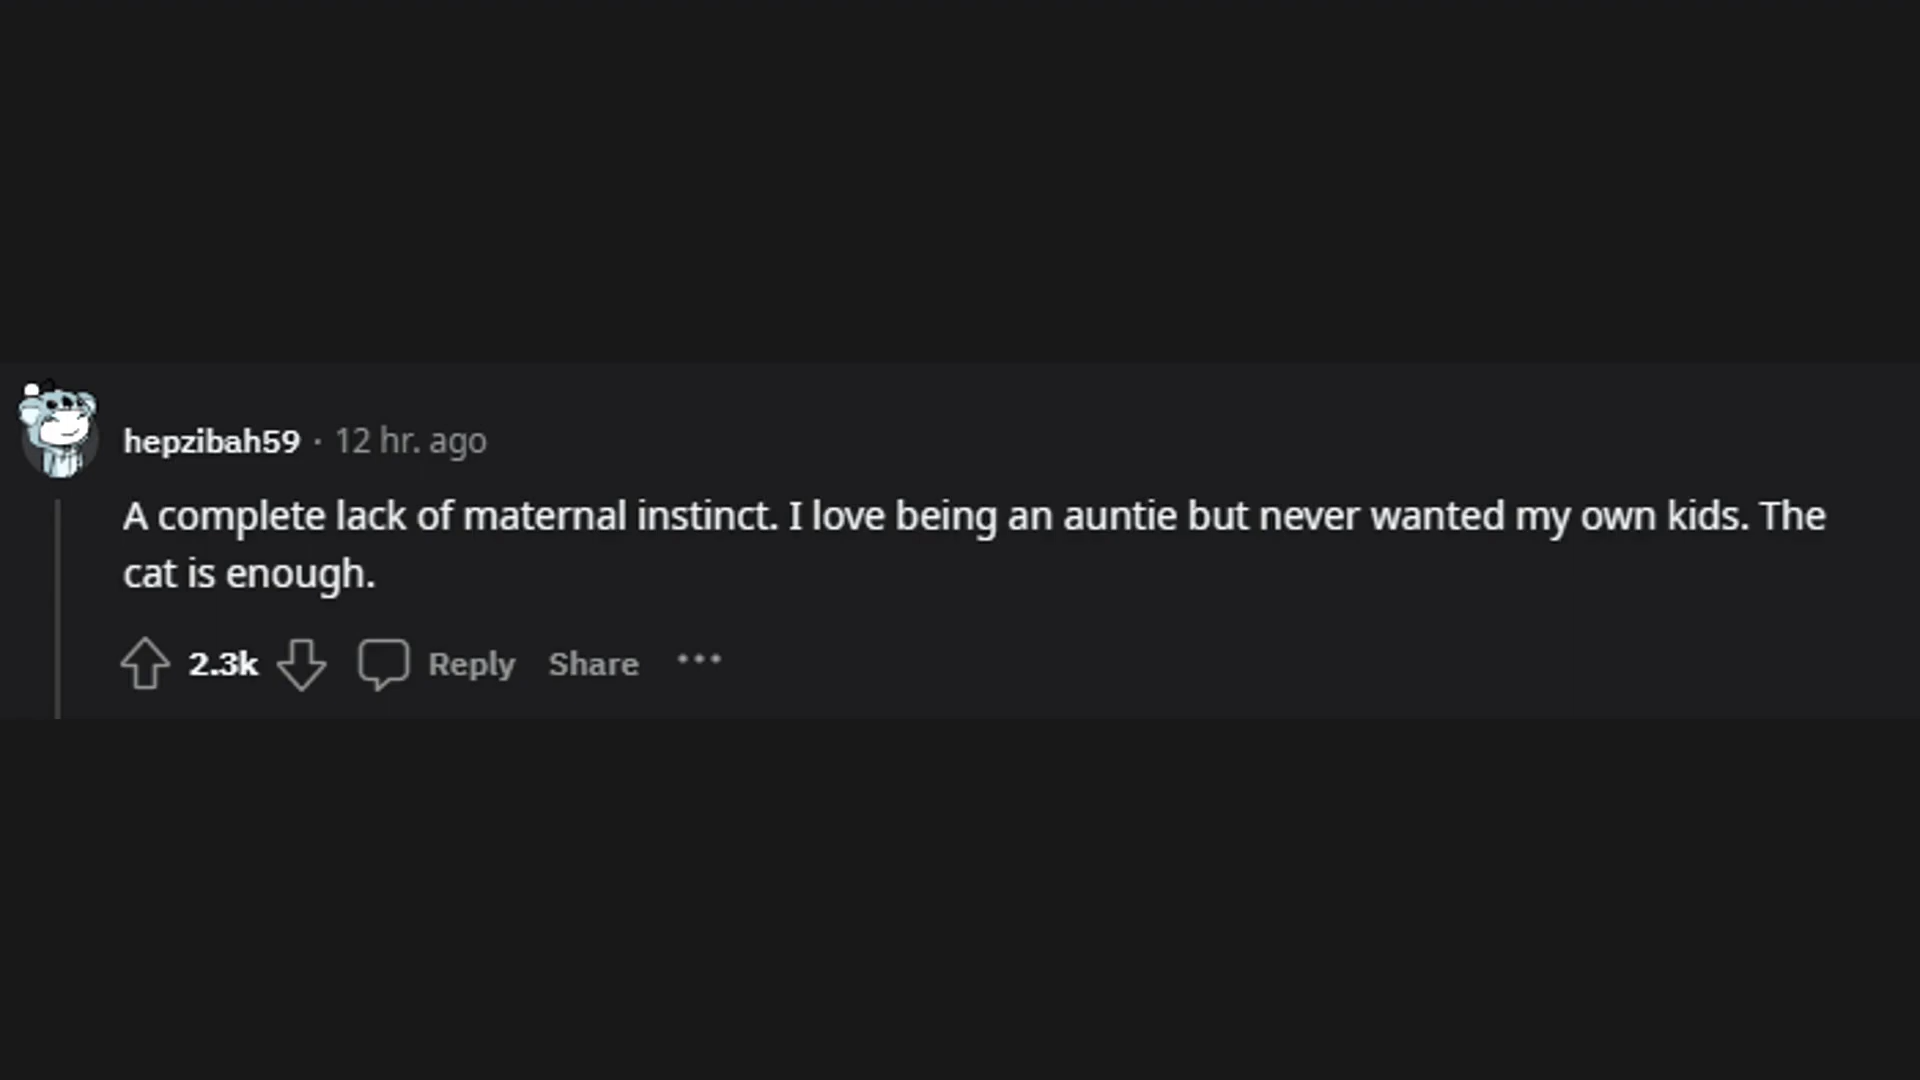 hepzibah59 · 12 hr. ago
A complete lack of maternal instinct. I love being an auntie but never wanted my own kids. The
cat is enough.
2.3k Reply Share ···